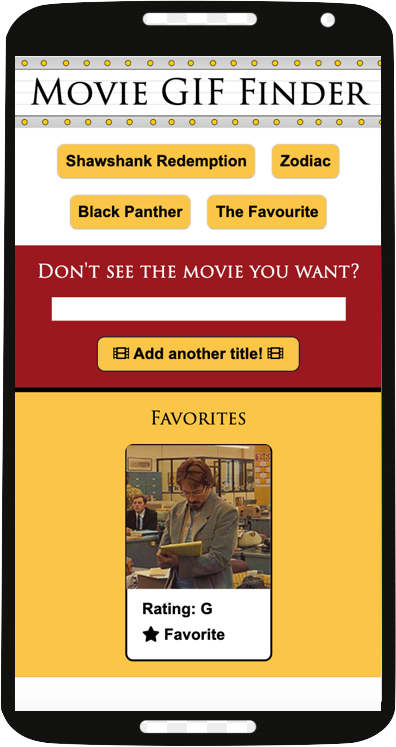 Movie GIF Finder
Shawshank Redemption
Zodiac
Black Panther
The Favourite
Don't see the movie you want?
Add another title!
Favorites
Rating: G
Favorite